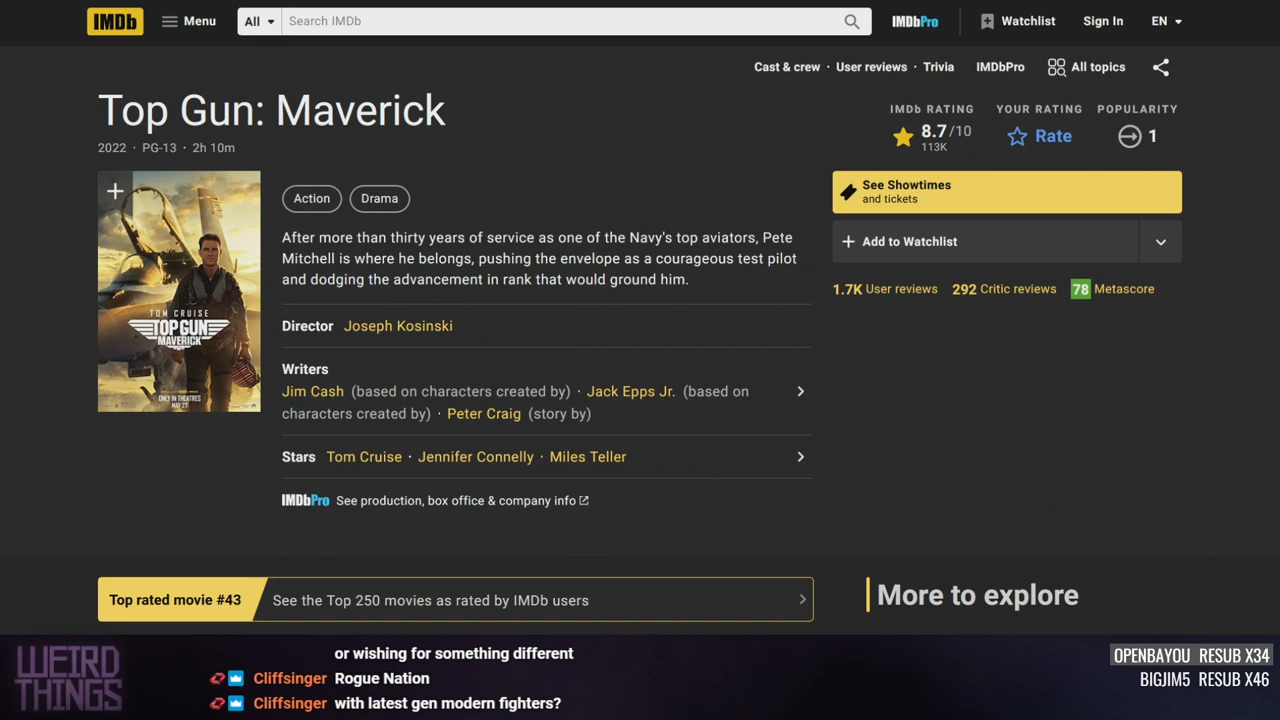 IMDb
Menu
All
Search IMDb
IMDbPro
Watchlist
Sign In
EN
Cast & crew · User reviews · Trivia
IMDbPro
All topics
Top Gun: Maverick
2022 · PG-13 · 2h 10m
IMDb RATING
8.7/10
113K
YOUR RATING
Rate
POPULARITY
1
TOM CRUISE
TOP GUN
MAVERICK
ONLY IN THEATRES
MAY 27
Action
Drama
After more than thirty years of service as one of the Navy's top aviators, Pete
Mitchell is where he belongs, pushing the envelope as a courageous test pilot
and dodging the advancement in rank that would ground him.
Director Joseph Kosinski
Writers
Jim Cash (based on characters created by) · Jack Epps Jr. (based on
characters created by) · Peter Craig (story by)
Stars Tom Cruise · Jennifer Connelly · Miles Teller
IMDbPro See production, box office & company info
See Showtimes
and tickets
Add to Watchlist
1.7K User reviews 292 Critic reviews 78 Metascore
Top rated movie #43
See the Top 250 movies as rated by IMDb users
More to explore
WEIRD
THINGS
or wishing for something different
Cliffsinger Rogue Nation
Cliffsinger with latest gen modern fighters?
OPENBAYOU RESUB X34
BIGJIM5 RESUB X46